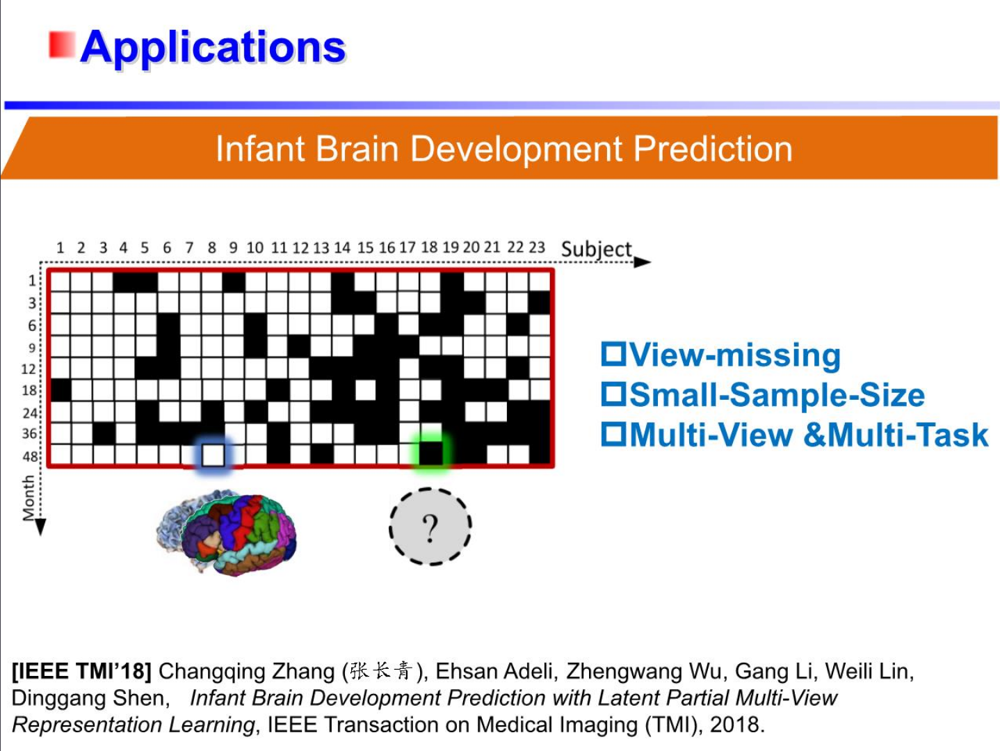 Applications
Infant Brain Development Prediction
1 2 3 4 5 6 7 8 9 10 11 12 13 14 15 16 17 18 19 20 21 22 23 Subject
1
3
6
9
12
18
24
36
48
Month
?
View-missing
Small-Sample-Size
Multi-View &Multi-Task
[IEEE TMI’18] Changqing Zhang (张长青), Ehsan Adeli, Zhengwang Wu, Gang Li, Weili Lin,
Dinggang Shen, Infant Brain Development Prediction with Latent Partial Multi-View
Representation Learning, IEEE Transaction on Medical Imaging (TMI), 2018.